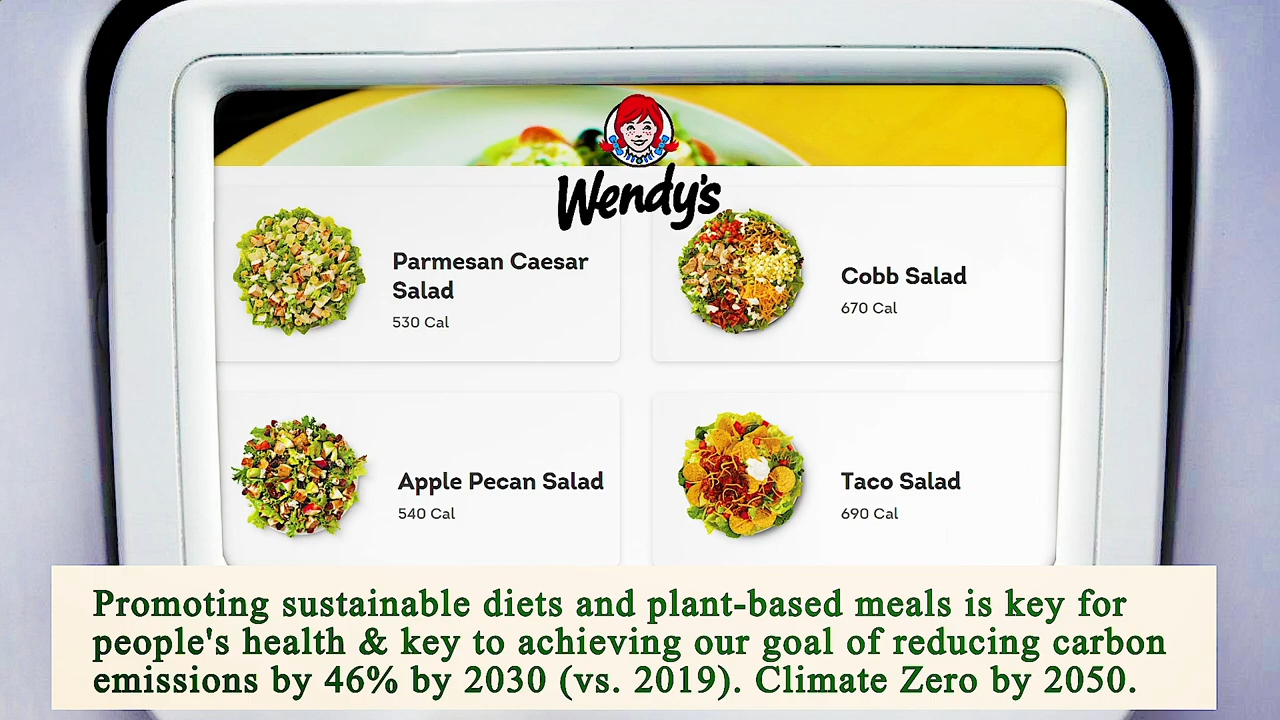 Wendy's
Parmesan Caesar
Salad
530 Cal
Cobb Salad
670 Cal
Apple Pecan Salad
540 Cal
Taco Salad
690 Cal
Promoting sustainable diets and plant-based meals is key for
people's health & key to achieving our goal of reducing carbon
emissions by 46% by 2030 (vs. 2019). Climate Zero by 2050.